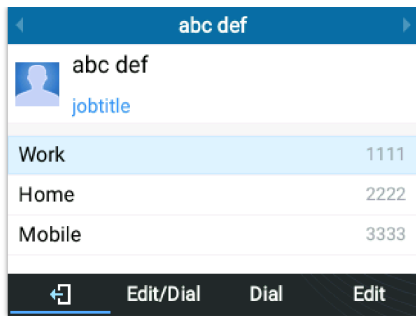 abc def
abc def
jobtitle
Work 1111
Home 2222
Mobile 3333
Edit/Dial Dial Edit